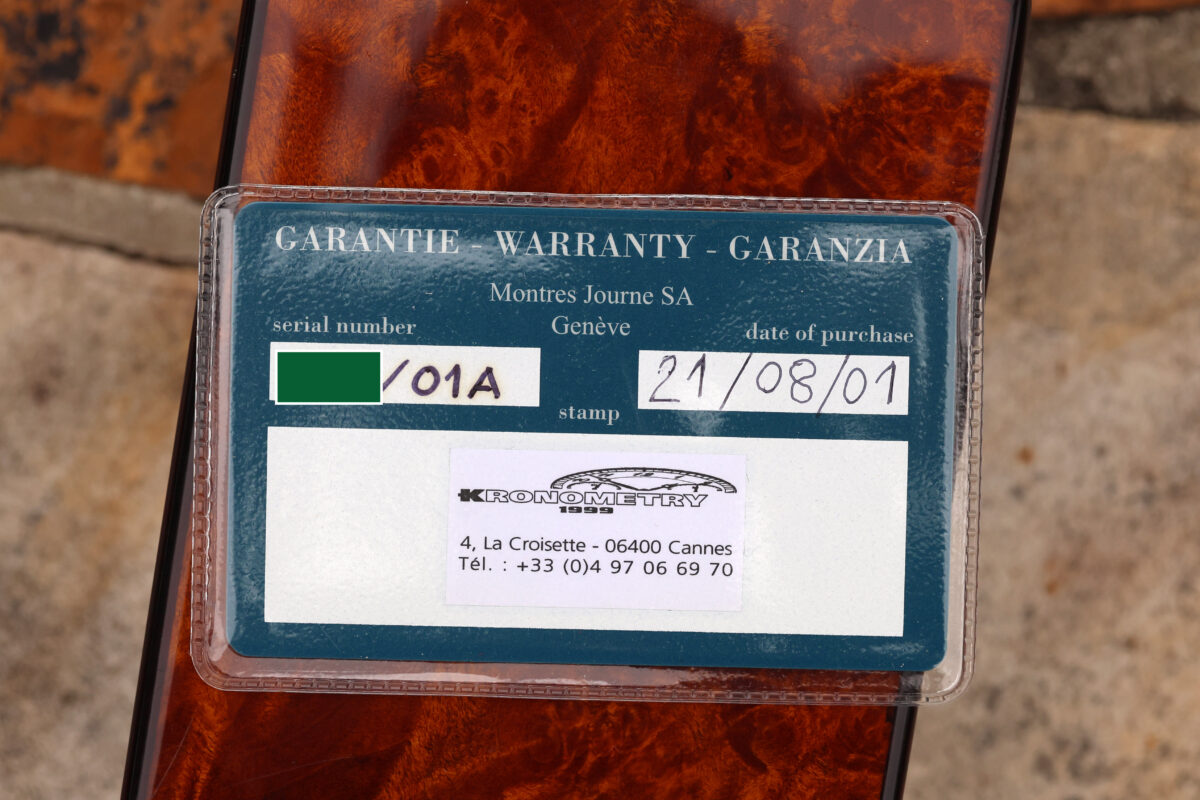 GARANTIE - WARRANTY - GARANZIA
Montres Journe SA
Genève
serial number
date of purchase
/01A
21/08/01
stamp
KRONOMETRY
1999
4, La Croisette - 06400 Cannes
Tél. : +33 (0)4 97 06 69 70